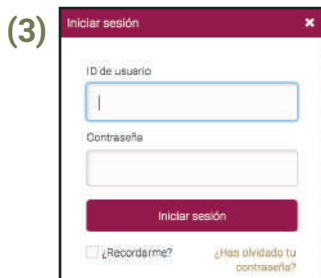 (3)
Iniciar sesión ×
ID de usuario
Contraseña
Iniciar sesión
¿Recordarme? ¿Has olvidado tu
contraseña?